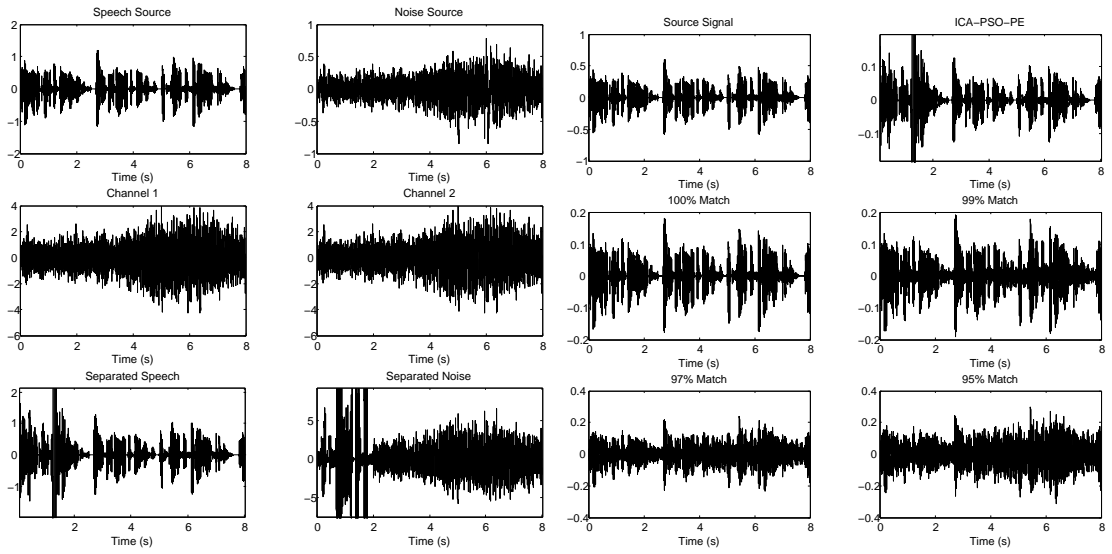 Speech Source
2
1
0
−1
−2
0 2 4 6 8
Time (s)
Noise Source
1
0.5
0
−0.5
−1
0 2 4 6 8
Time (s)
Source Signal
1
0.5
0
−0.5
−1
0 2 4 6 8
Time (s)
ICA−PSO−PE
0.1
0
−0.1
0 2 4 6 8
Time (s)
Channel 1
4
2
0
−2
−4
−6
0 2 4 6 8
Time (s)
Channel 2
4
2
0
−2
−4
−6
0 2 4 6 8
Time (s)
100% Match
0.2
0.1
0
−0.1
−0.2
0 2 4 6 8
Time (s)
99% Match
0.2
0.1
0
−0.1
−0.2
0 2 4 6 8
Time (s)
Separated Speech
2
1
0
−1
2 4 6 8
Time (s)
Separated Noise
5
0
−5
2 4 6 8
Time (s)
97% Match
0.4
0.2
0
−0.2
−0.4
0 2 4 6 8
Time (s)
95% Match
0.4
0.2
0
−0.2
−0.4
0 2 4 6 8
Time (s)